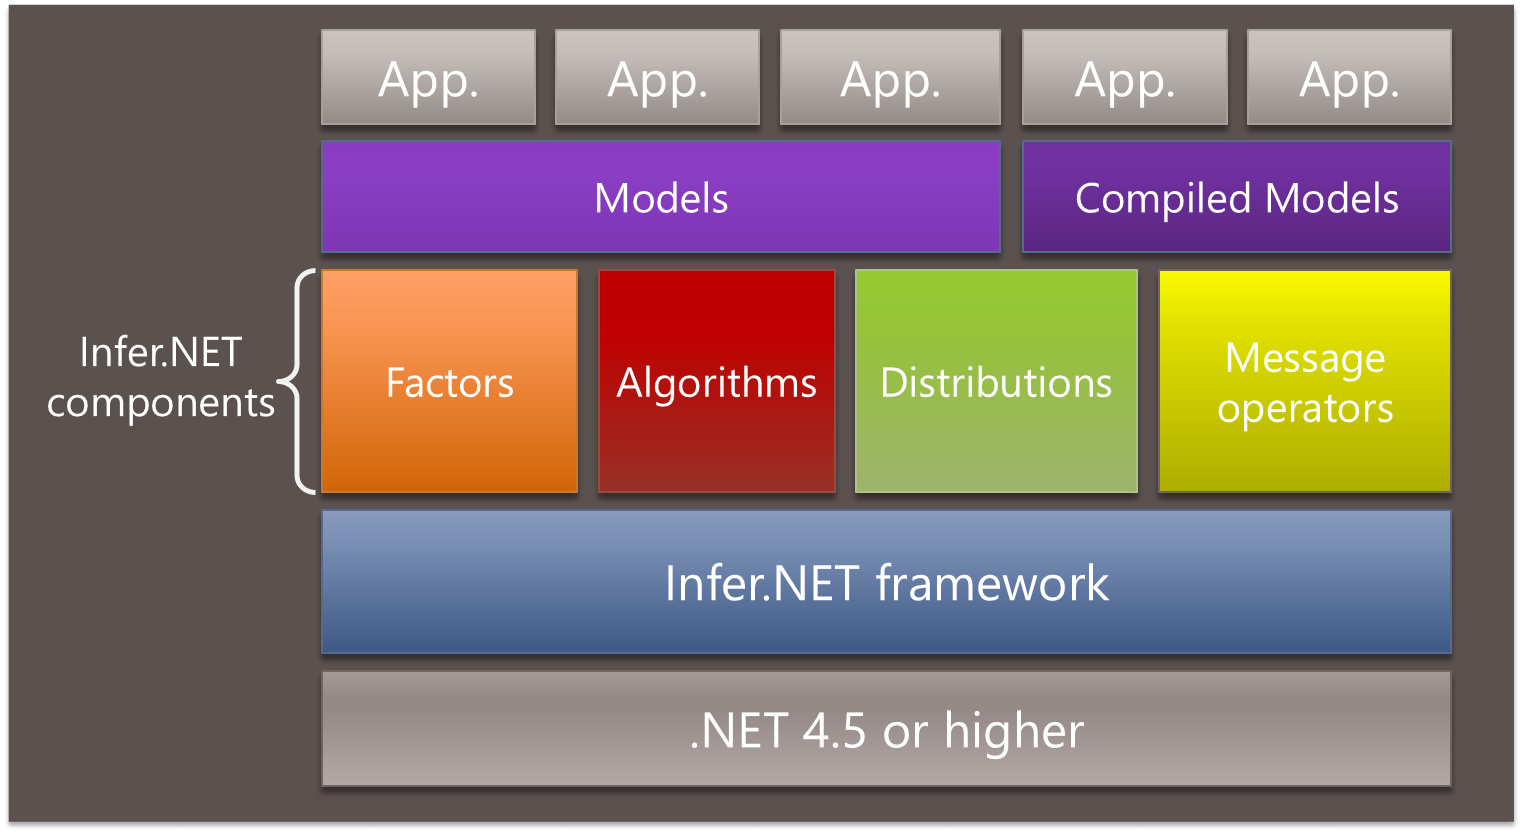 App.
App.
App.
App.
App.
Models
Compiled Models
Infer.NET
components
Factors
Algorithms
Distributions
Message
operators
Infer.NET framework
.NET 4.5 or higher